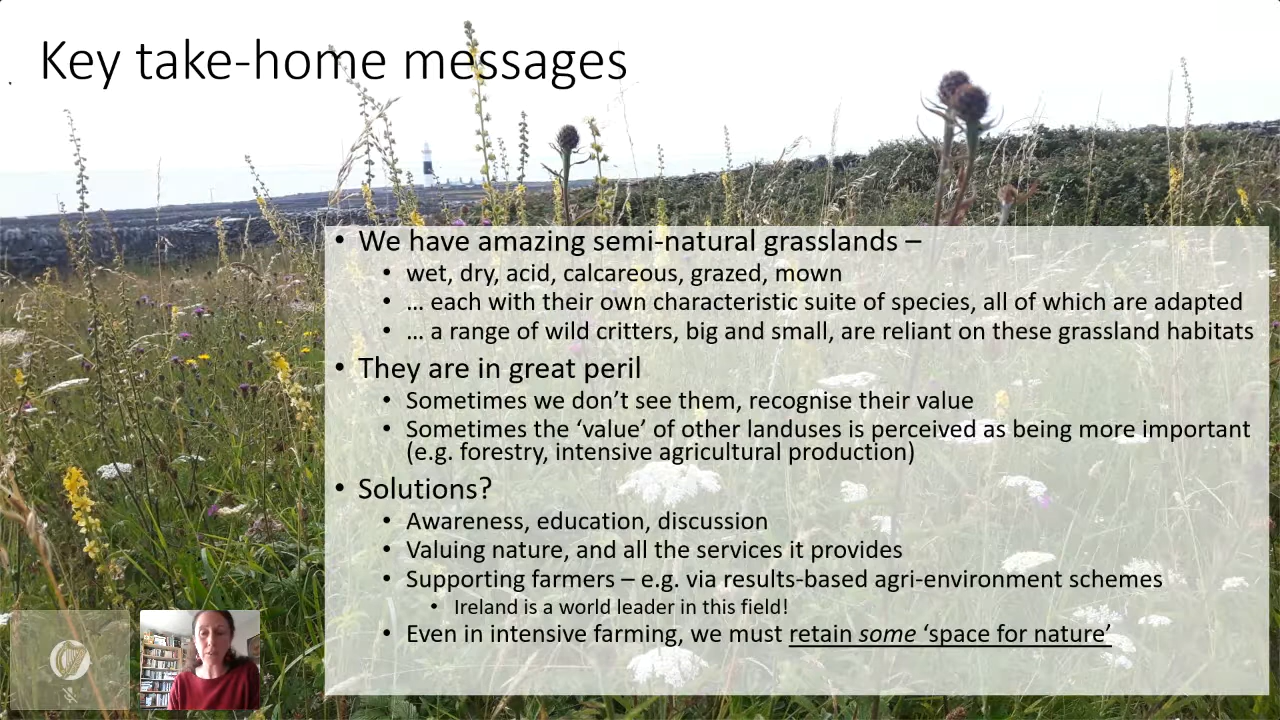 Key take-home messages
• We have amazing semi-natural grasslands –
• wet, dry, acid, calcareous, grazed, mown
• … each with their own characteristic suite of species, all of which are adapted
• … a range of wild critters, big and small, are reliant on these grassland habitats
• They are in great peril
• Sometimes we don’t see them, recognise their value
• Sometimes the ‘value’ of other landuses is perceived as being more important
(e.g. forestry, intensive agricultural production)
• Solutions?
• Awareness, education, discussion
• Valuing nature, and all the services it provides
• Supporting farmers – e.g. via results-based agri-environment schemes
• Ireland is a world leader in this field!
• Even in intensive farming, we must retain some ‘space for nature’